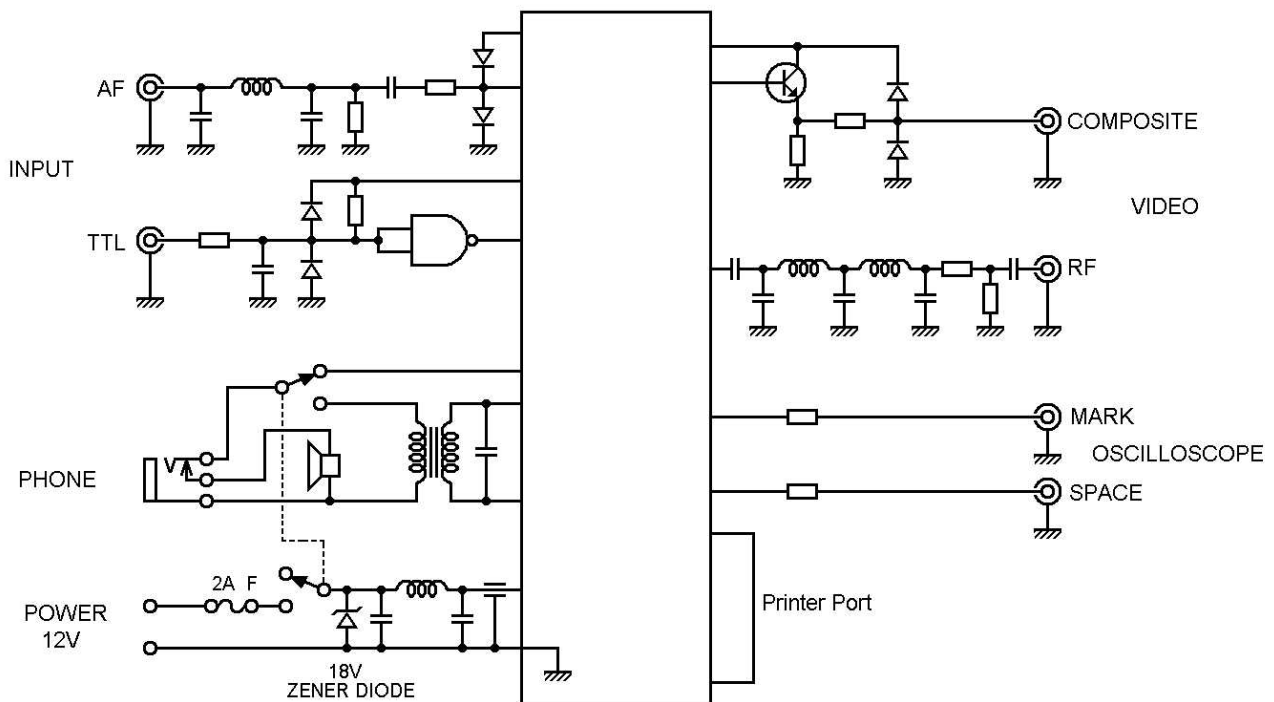 AF
INPUT
TTL
PHONE
V
2A F
POWER
12V
18V
ZENER DIODE
COMPOSITE
VIDEO
RF
MARK
OSCILLOSCOPE
SPACE
Printer Port